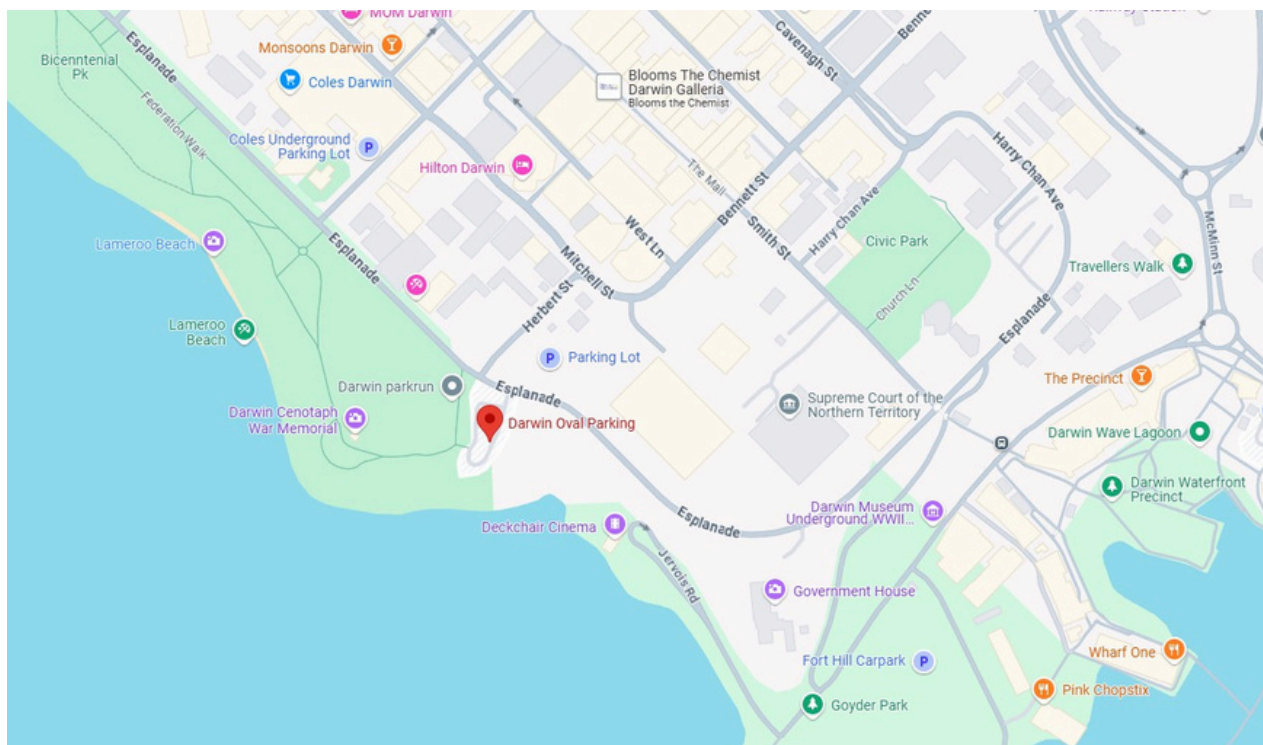 MOM Darwin
Railway Station
Monsoons Darwin
Esplanade
Cavenagh St
Bennett
Bicenntenial
Pk
Coles Darwin
Blooms The Chemist
Darwin Galleria
Blooms the Chemist
Federation Walk
Coles Underground
Parking Lot
P
Hilton Darwin
The Mall
Bennett St
Harry Chan Ave
Smith St
Harry Chan Ave
McMinn St
West Ln
Civic Park
Lameroo Beach
Esplanade
Mitchell St
Travellers Walk
Church Ln
Esplanade
Lameroo
Beach
Herbert St
P
Parking Lot
Darwin parkrun
Esplanade
The Precinct
Supreme Court of the
Northern Territory
Darwin Cenotaph
War Memorial
Darwin Oval Parking
Darwin Wave Lagoon
Darwin Waterfront
Precinct
Deckchair Cinema
Esplanade
Darwin Museum
Underground WWII...
Jervois Rd
Government House
Fort Hill Carpark
P
Wharf One
Pink Chopstix
Goyder Park